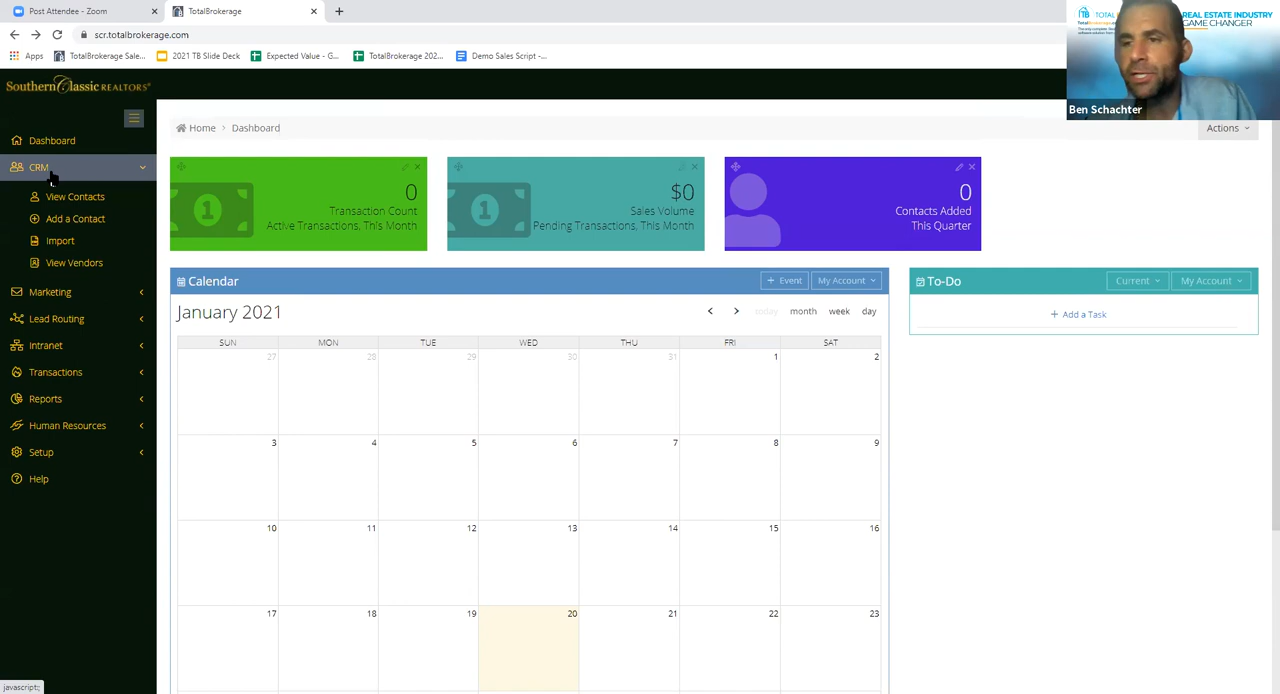 Post Attendee - Zoom
TotalBrokerage
scr.totalbrokerage.com
Apps
TotalBrokerage Sale...
2021 TB Slide Deck
Expected Value - G...
TotalBrokerage 202...
Demo Sales Script -...
REAL ESTATE INDUSTRY
GAME CHANGER
Ben Schachter
Southern Classic REALTORS
Dashboard
CRM
View Contacts
Add a Contact
Import
View Vendors
Marketing
Lead Routing
Intranet
Transactions
Reports
Human Resources
Setup
Help
Home > Dashboard
Actions
1
0
Transaction Count
Active Transactions, This Month
1
$0
Sales Volume
Pending Transactions, This Month
0
Contacts Added
This Quarter
Calendar
+ Event
My Account
January 2021
today
month
week
day
SUN MON TUE WED THU FRI SAT
27 28 29 30 31 1 2
3 4 5 6 7 8 9
10 11 12 13 14 15 16
17 18 19 20 21 22 23
To-Do
Current
My Account
+ Add a Task
javascript:;